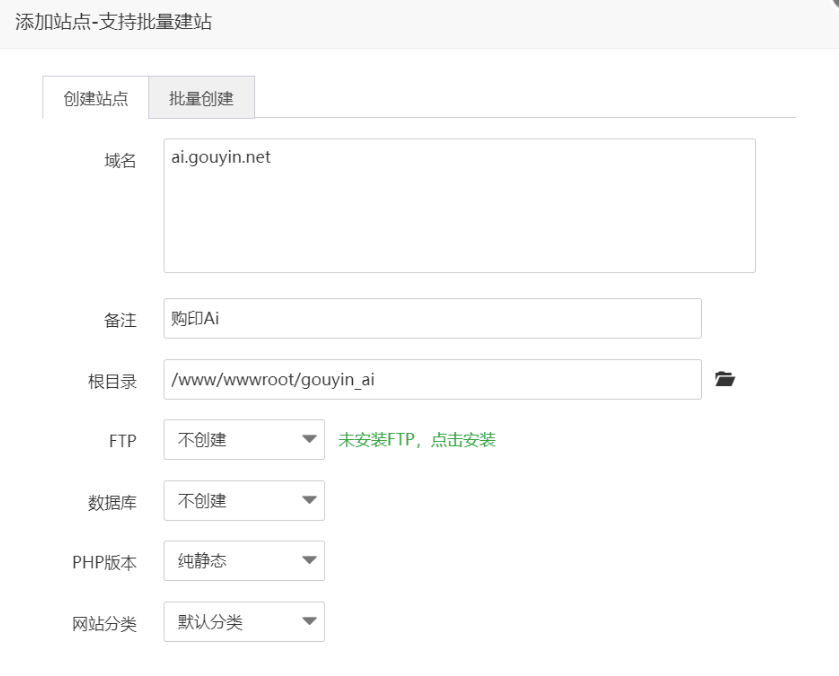 添加站点-支持批量建站
创建站点 批量创建
域名 ai.gouyin.net
备注 购印Ai
根目录 /www/wwwroot/gouyin_ai
FTP 不创建 未安装FTP，点击安装
数据库 不创建
PHP版本 纯静态
网站分类 默认分类